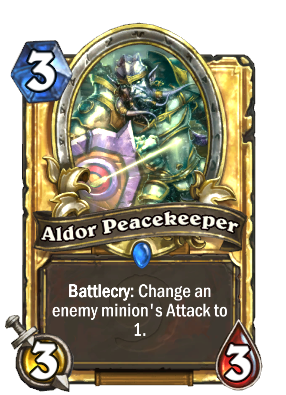 3
Aldor Peacekeeper
Battlecry: Change an
enemy minion's Attack to
1.
3
3